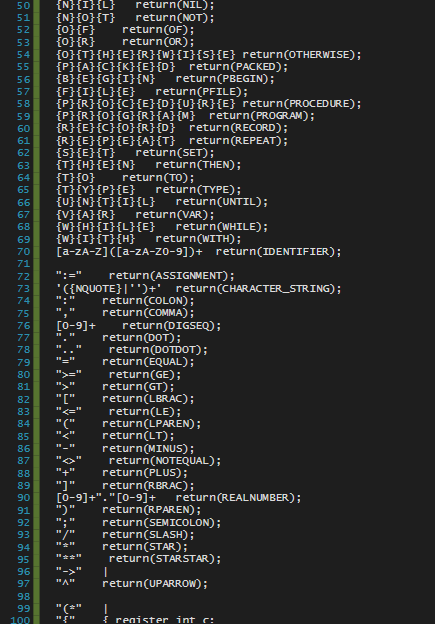 50 {N}{I}{L} return(NIL);
51 {N}{O}{T} return(NOT);
52 {O}{F} return(OF);
53 {O}{R} return(OR);
54 {O}{T}{H}{E}{R}{W}{I}{S}{E} return(OTHERWISE);
55 {P}{A}{C}{K}{E}{D} return(PACKED);
56 {B}{E}{G}{I}{N} return(PBEGIN);
57 {F}{I}{L}{E} return(PFILE);
58 {P}{R}{O}{C}{E}{D}{U}{R}{E} return(PROCEDURE);
59 {P}{R}{O}{G}{R}{A}{M} return(PROGRAM);
60 {R}{E}{C}{O}{R}{D} return(RECORD);
61 {R}{E}{P}{E}{A}{T} return(REPEAT);
62 {S}{E}{T} return(SET);
63 {T}{H}{E}{N} return(THEN);
64 {T}{O} return(TO);
65 {T}{Y}{P}{E} return(TYPE);
66 {U}{N}{T}{I}{L} return(UNTIL);
67 {V}{A}{R} return(VAR);
68 {W}{H}{I}{L}{E} return(WHILE);
69 {W}{I}{T}{H} return(WITH);
70 [a-zA-Z]([a-zA-Z0-9])+ return(IDENTIFIER);
71
72 ":=" return(ASSIGNMENT);
73 '({NQUOTE}|'')+' return(CHARACTER_STRING);
74 ":" return(COLON);
75 "," return(COMMA);
76 [0-9]+ return(DIGSEQ);
77 "." return(DOT);
78 ".." return(DOTDOT);
79 "=" return(EQUAL);
80 ">=" return(GE);
81 ">" return(GT);
82 "[" return(LBRAC);
83 "<=" return(LE);
84 "(" return(LPAREN);
85 "<" return(LT);
86 "-" return(MINUS);
87 "<>" return(NOTEQUAL);
88 "+" return(PLUS);
89 "]" return(RBRAC);
90 [0-9]+"."[0-9]+ return(REALNUMBER);
91 ")" return(RPAREN);
92 ";" return(SEMICOLON);
93 "/" return(SLASH);
94 "*" return(STAR);
95 "**" return(STARSTAR);
96 "->" |
97 "^" return(UPARROW);
98
99 "(*" |
100 "{" { register int c;